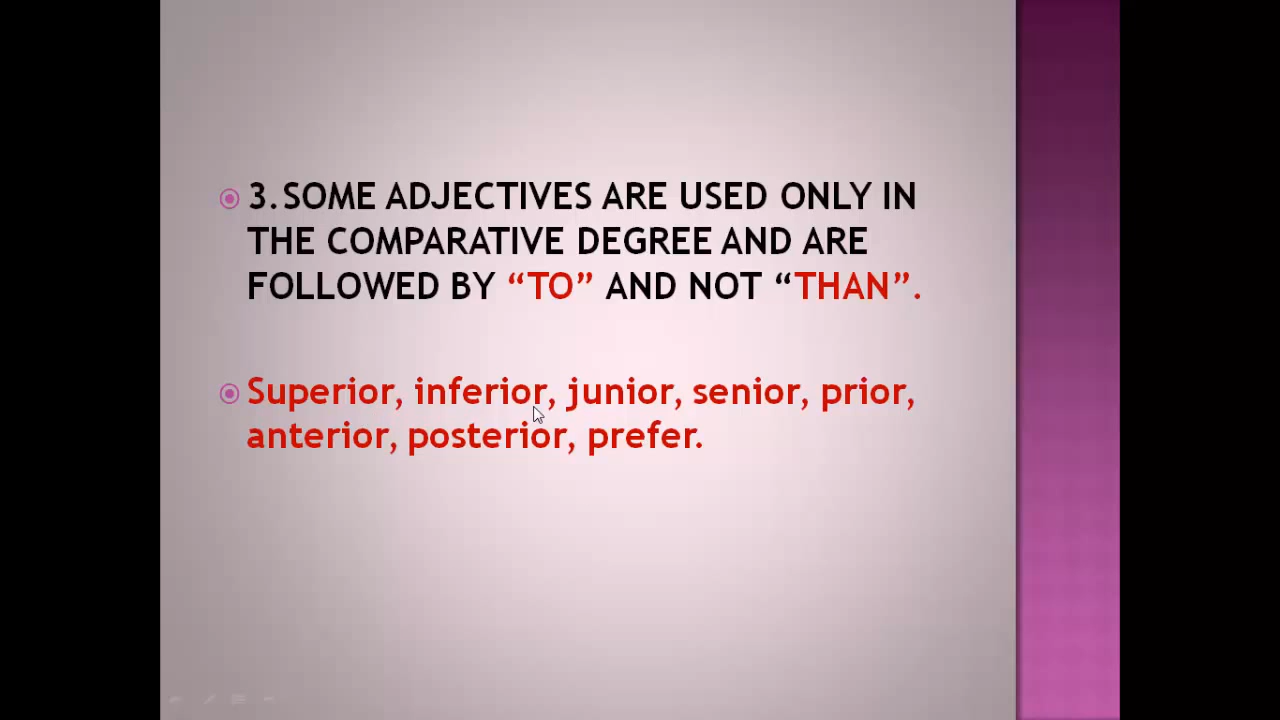 3. SOME ADJECTIVES ARE USED ONLY IN
THE COMPARATIVE DEGREE AND ARE
FOLLOWED BY “TO” AND NOT “THAN”.
Superior, inferior, junior, senior, prior,
anterior, posterior, prefer.